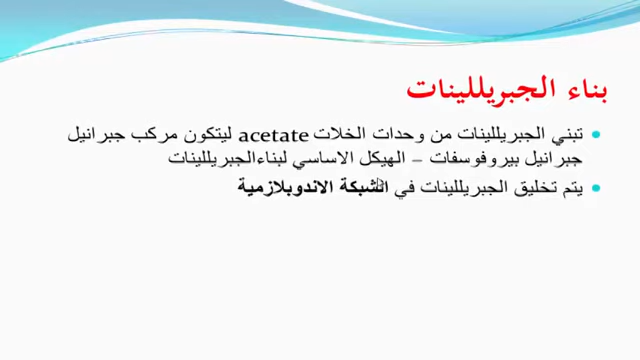 بناء الجبريللينات
تبني الجبريللينات من وحدات الخلات acetate ليتكون مركب جبرانيل
جبرانيل بيروفوسفات – الهيكل الاساسي لبناءالجبريللينات
يتم تخليق الجبريللينات في الشبكة الاندوبلازمية